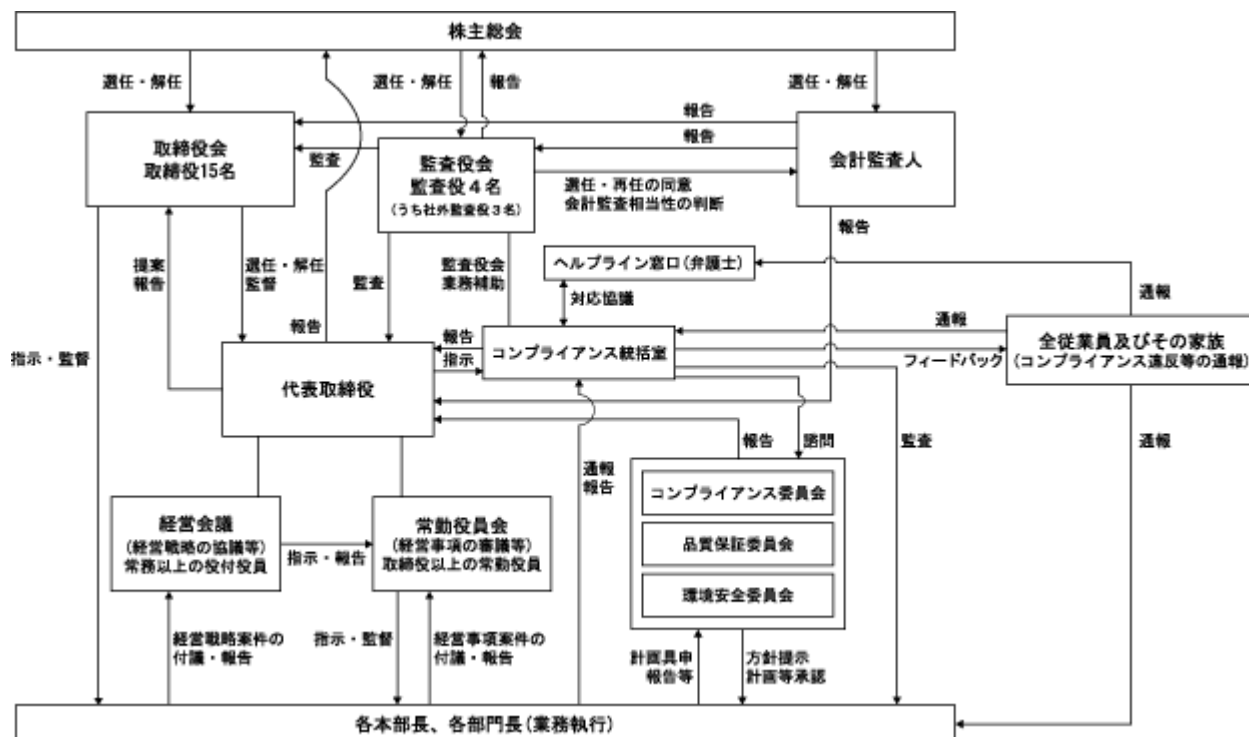 株主総会
選任・解任
選任・解任
報告
選任・解任
取締役会
取締役15名
監査
監査役会
監査役４名
(うち社外監査役３名)
報告
報告
会計監査人
選任・再任の同意
会計監査相当性の判断
報告
提案
報告
選任・解任
監督
報告
監査
監査役会
業務補助
ヘルプライン窓口(弁護士)
対応協議
通報
指示・監督
代表取締役
報告
指示
コンプライアンス統括室
通報
フィードバック
全従業員及びその家族
(コンプライアンス違反等の通報)
報告
諮問
監査
通報
通報
報告
経営会議
(経営戦略の協議等)
常務以上の役付役員
指示・報告
常勤役員会
(経営事項の審議等)
取締役以上の常勤役員
コンプライアンス委員会
品質保証委員会
環境安全委員会
経営戦略案件の
付議・報告
指示・監督
経営事項案件の
付議・報告
計画具申
報告等
方針提示
計画等承認
各本部長、各部門長(業務執行)